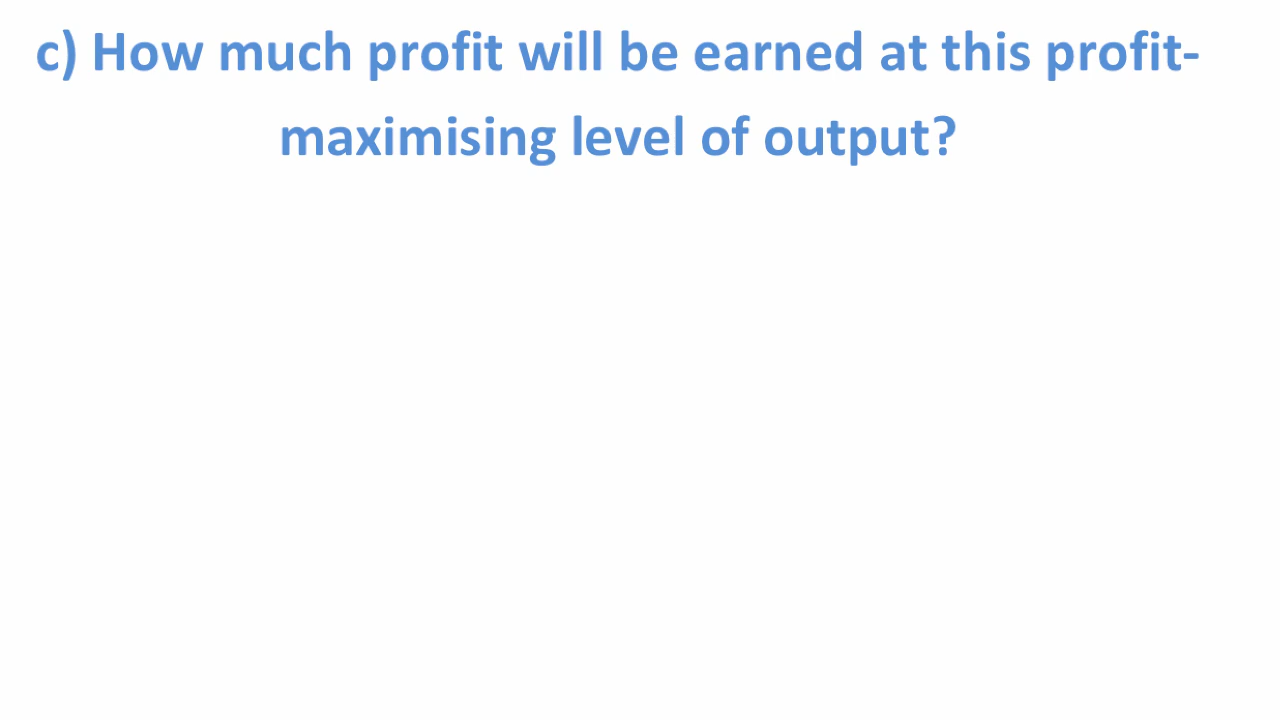 c) How much profit will be earned at this profit-
maximising level of output?